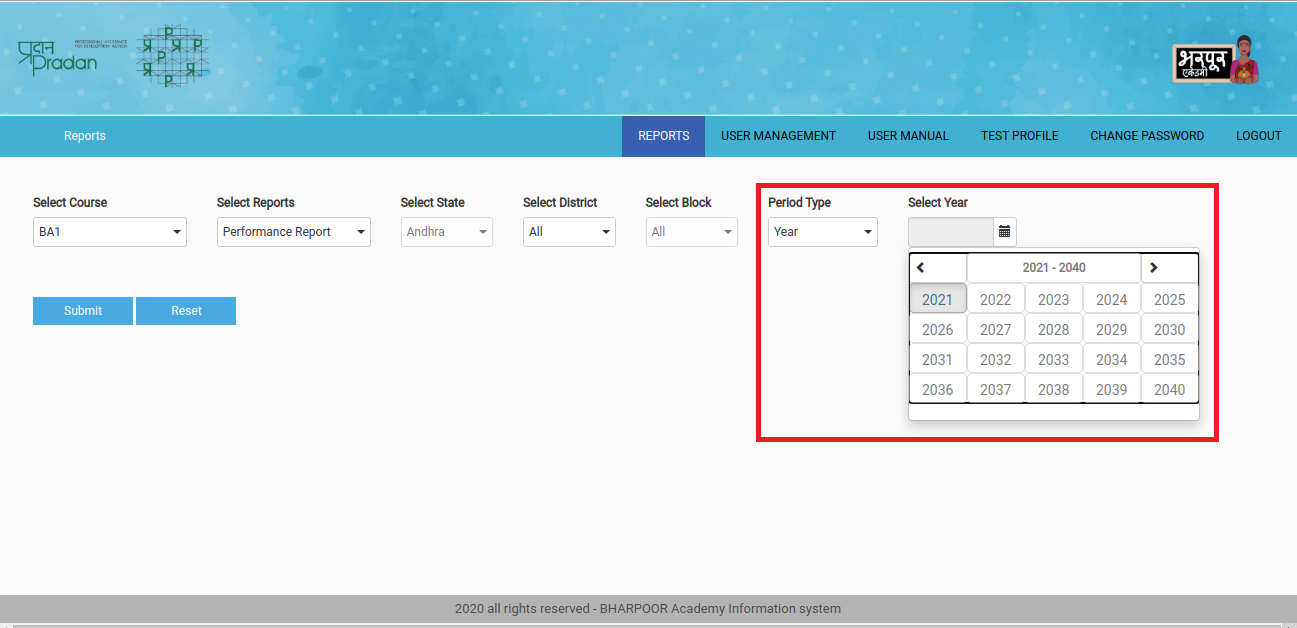 प्रदान
Pradan
PROFESSIONAL ASSISTANCE
FOR DEVELOPMENT ACTION
भरपूर
एकेडमी
Reports
REPORTS
USER MANAGEMENT
USER MANUAL
TEST PROFILE
CHANGE PASSWORD
LOGOUT
Select Course
Select Reports
Select State
Select District
Select Block
Period Type
Select Year
BA1
Performance Report
Andhra
All
All
Year
2021 - 2040
2021 2022 2023 2024 2025
2026 2027 2028 2029 2030
2031 2032 2033 2034 2035
2036 2037 2038 2039 2040
Submit
Reset
2020 all rights reserved - BHARPOOR Academy Information system